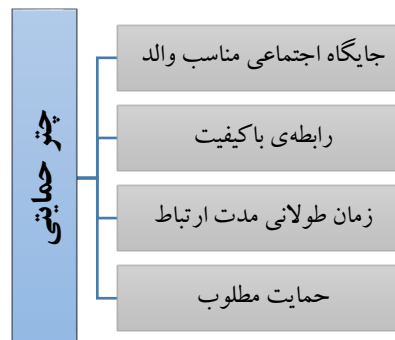 چتر حمایتی
جایگاه اجتماعی مناسب والد
رابطه‌ی باکیفیت
زمان طولانی مدت ارتباط
حمایت مطلوب